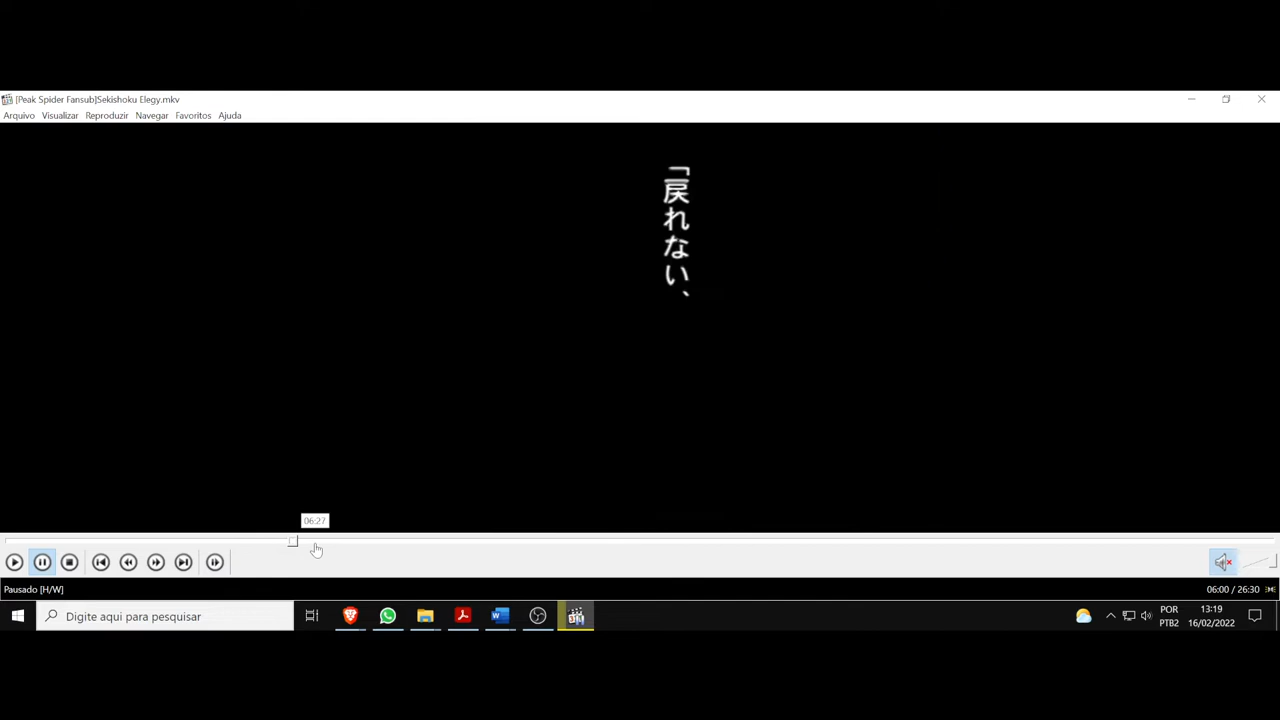 [Peak Spider Fansub]Sekishoku Elegy.mkv
Arquivo Visualizar Reproduzir Navegar Favoritos Ajuda
「戻れない、
06:27
Pausado [H/W]
06:00 / 26:30
Digite aqui para pesquisar
POR
PTB2
13:19
16/02/2022